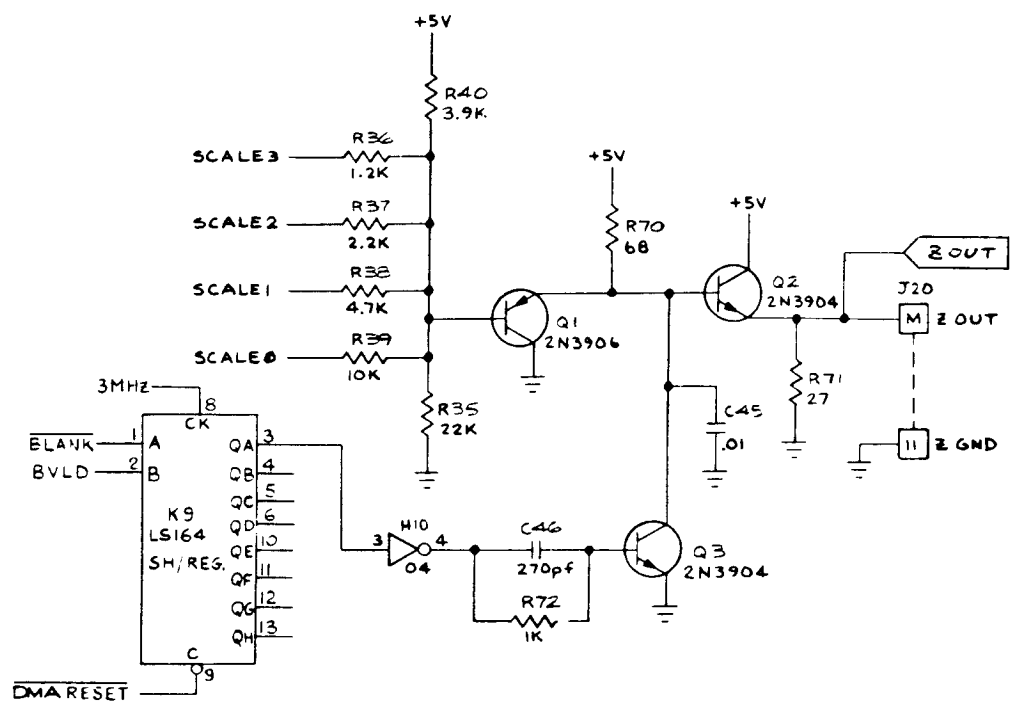 +5V
R40
3.9K
SCALE3
R36
1.2K
SCALE2
R37
2.2K
SCALE1
R38
4.7K
SCALE0
R39
10K
R35
22K
Q1
2N3906
+5V
R70
68
+5V
Q2
2N3904
Z OUT
J20
M
Z OUT
R71
27
11
Z GND
C45
.01
3MHZ
8
CK
BLANK
1
A
QA
3
BVLD
2
B
QB
4
QC
5
K9
QD
6
LS164
QE
10
SH/REG.
QF
11
QG
12
QH
13
C
9
DMA RESET
H10
3
4
04
C46
270pf
R72
1K
Q3
2N3904